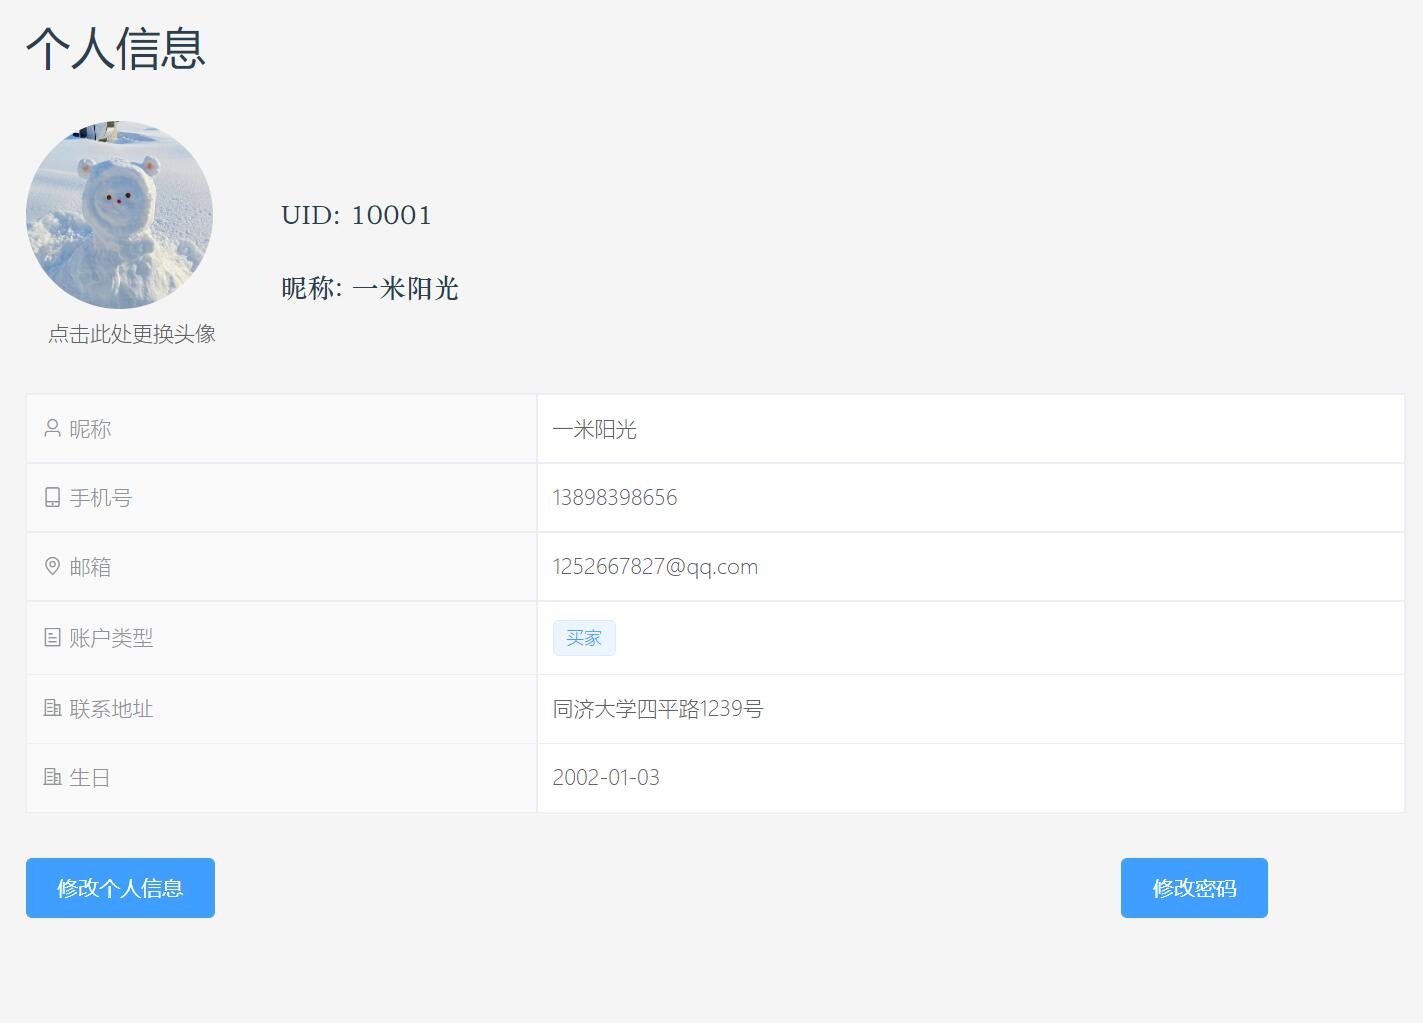 个人信息
UID: 10001
昵称: 一米阳光
点击此处更换头像
昵称 一米阳光
手机号 13898398656
邮箱 1252667827@qq.com
账户类型 买家
联系地址 同济大学四平路1239号
生日 2002-01-03
修改个人信息 修改密码